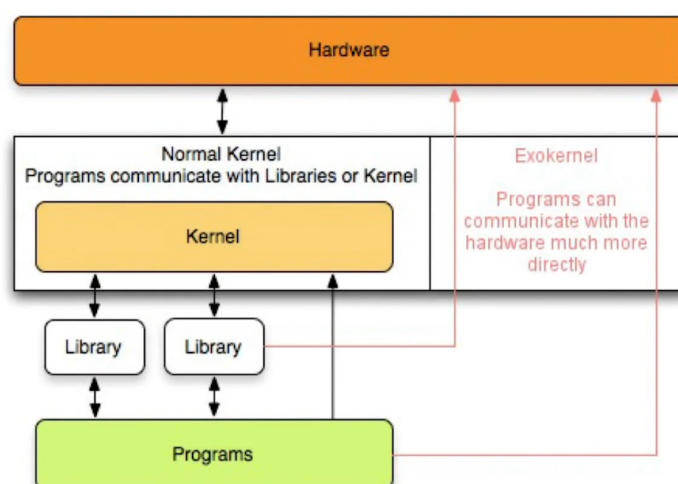 Hardware
Normal Kernel
Programs communicate with Libraries or Kernel
Kernel
Exokernel
Programs can
communicate with the
hardware much more
directly
Library
Library
Programs